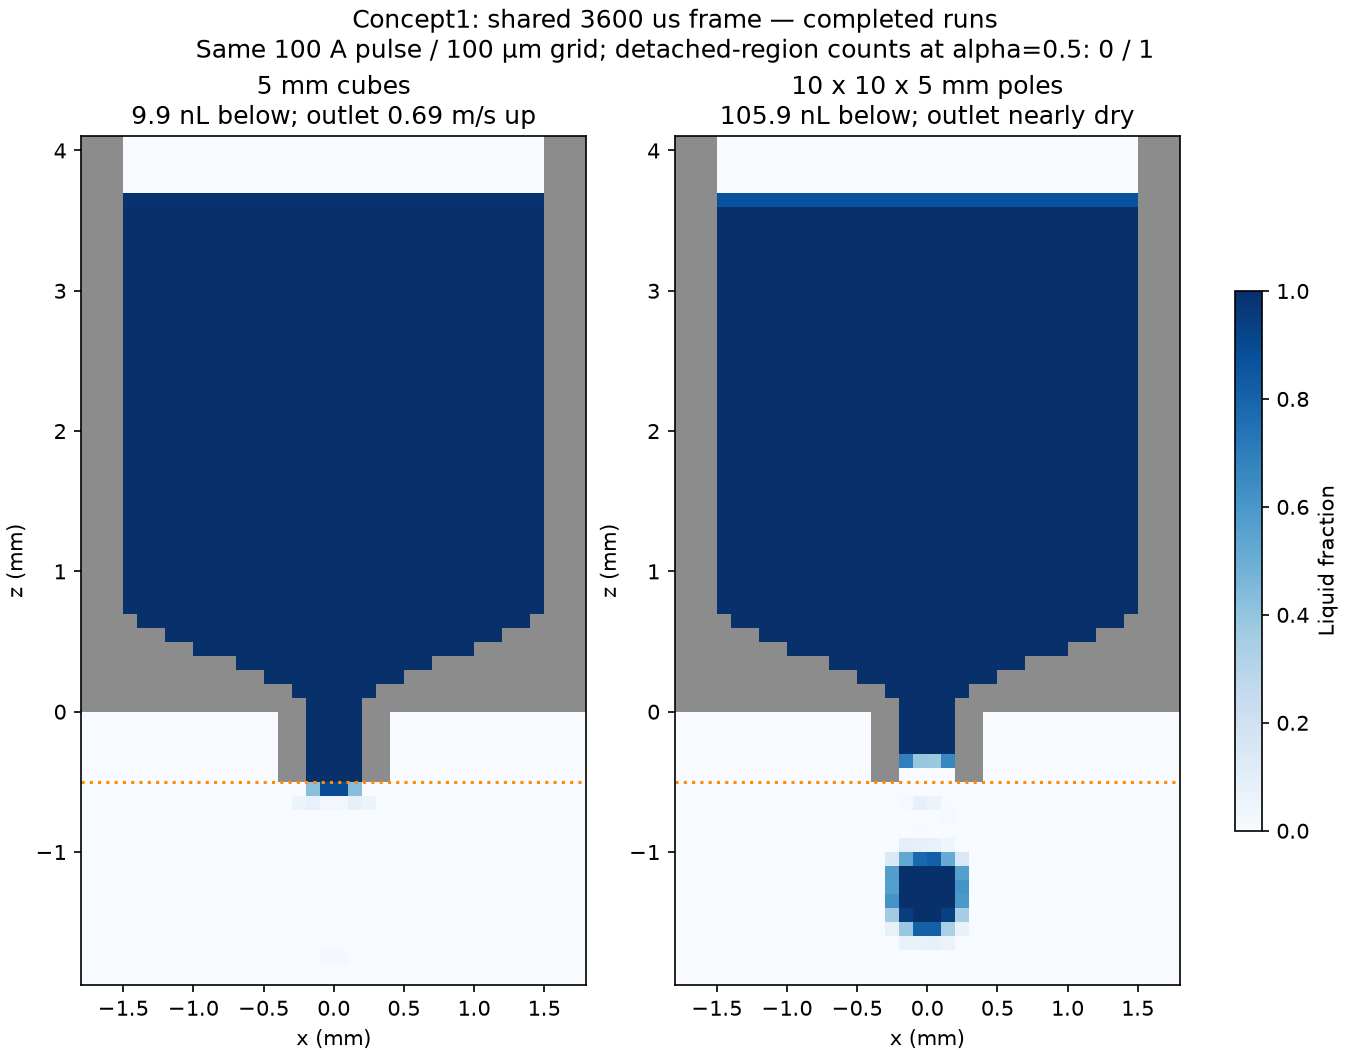 Concept1: shared 3600 us frame — completed runs
Same 100 A pulse / 100 µm grid; detached-region counts at alpha=0.5: 0 / 1
5 mm cubes
9.9 nL below; outlet 0.69 m/s up
10 x 10 x 5 mm poles
105.9 nL below; outlet nearly dry
4
3
2
1
0
−1
z (mm)
−1.5 −1.0 −0.5 0.0 0.5 1.0 1.5
x (mm)
4
3
2
1
0
−1
z (mm)
−1.5 −1.0 −0.5 0.0 0.5 1.0 1.5
x (mm)
1.0
0.8
0.6
0.4
0.2
0.0
Liquid fraction